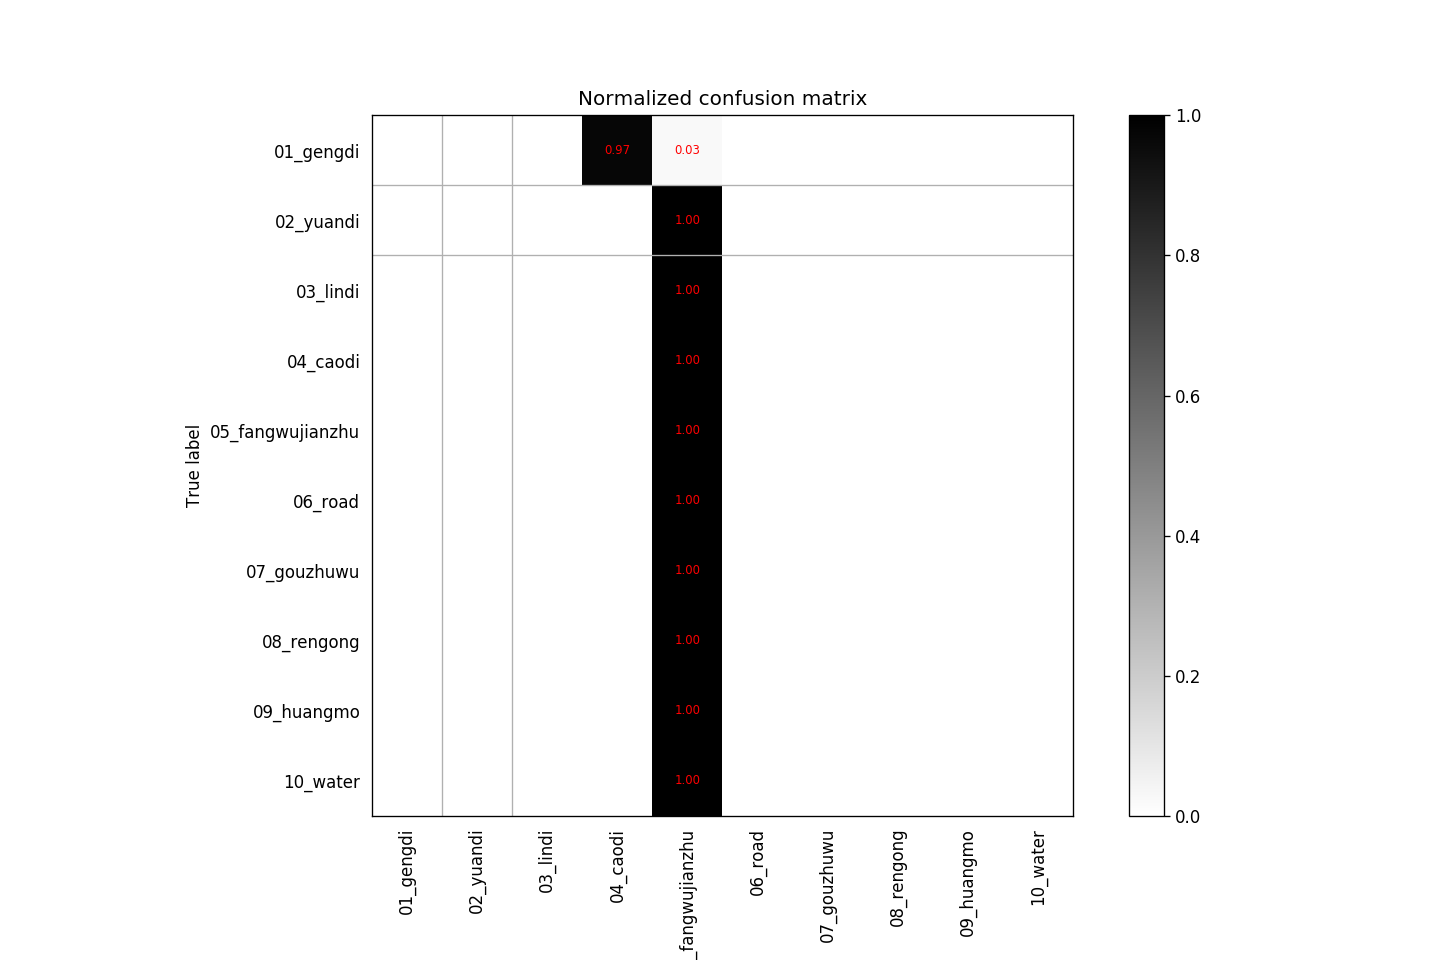 Normalized confusion matrix
01_gengdi
0.97
0.03
02_yuandi
1.00
03_lindi
1.00
04_caodi
1.00
05_fangwujianzhu
1.00
06_road
1.00
07_gouzhuwu
1.00
08_rengong
1.00
09_huangmo
1.00
10_water
1.00
True label
01_gengdi
02_yuandi
03_lindi
04_caodi
_fangwujianzhu
06_road
07_gouzhuwu
08_rengong
09_huangmo
10_water
1.0
0.8
0.6
0.4
0.2
0.0